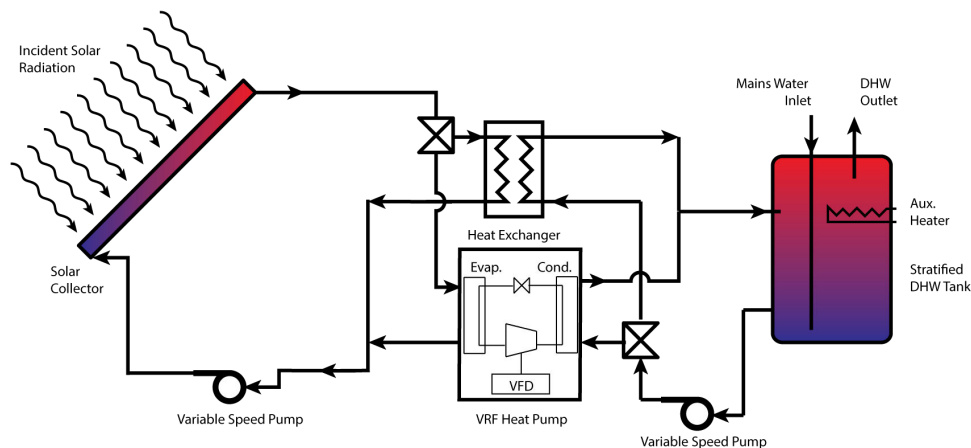 Incident Solar
Radiation
Mains Water
Inlet
DHW
Outlet
Aux.
Heater
Heat Exchanger
Solar
Collector
Evap.
Cond.
Stratified
DHW Tank
VFD
Variable Speed Pump
VRF Heat Pump
Variable Speed Pump